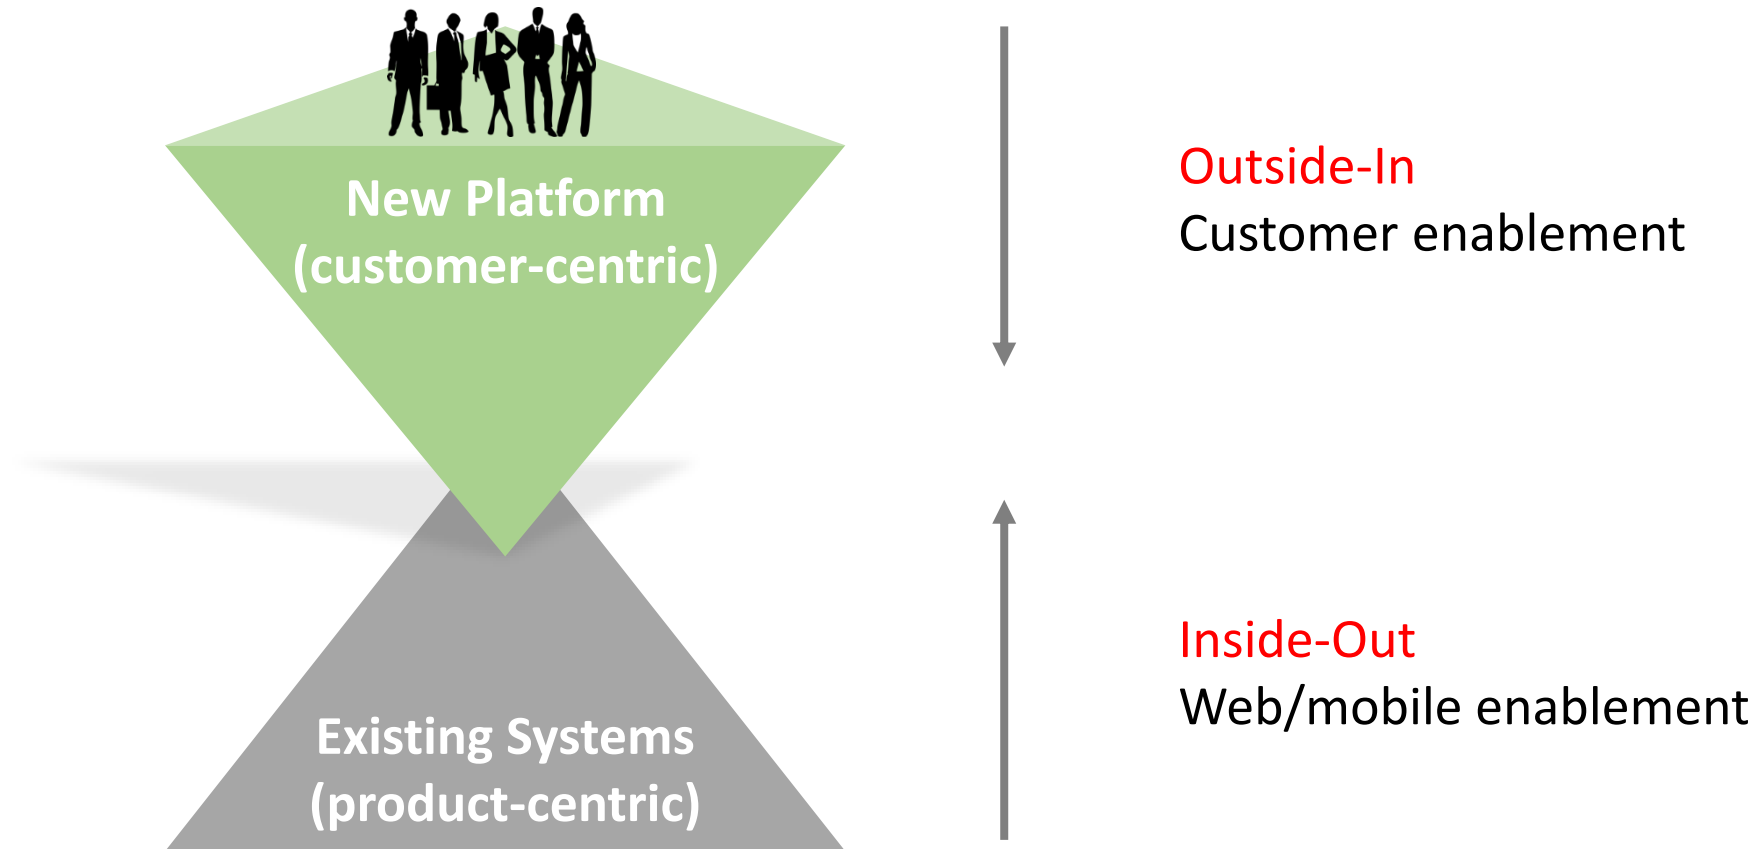 New Platform
(customer-centric)
Outside-In
Customer enablement
Existing Systems
(product-centric)
Inside-Out
Web/mobile enablement